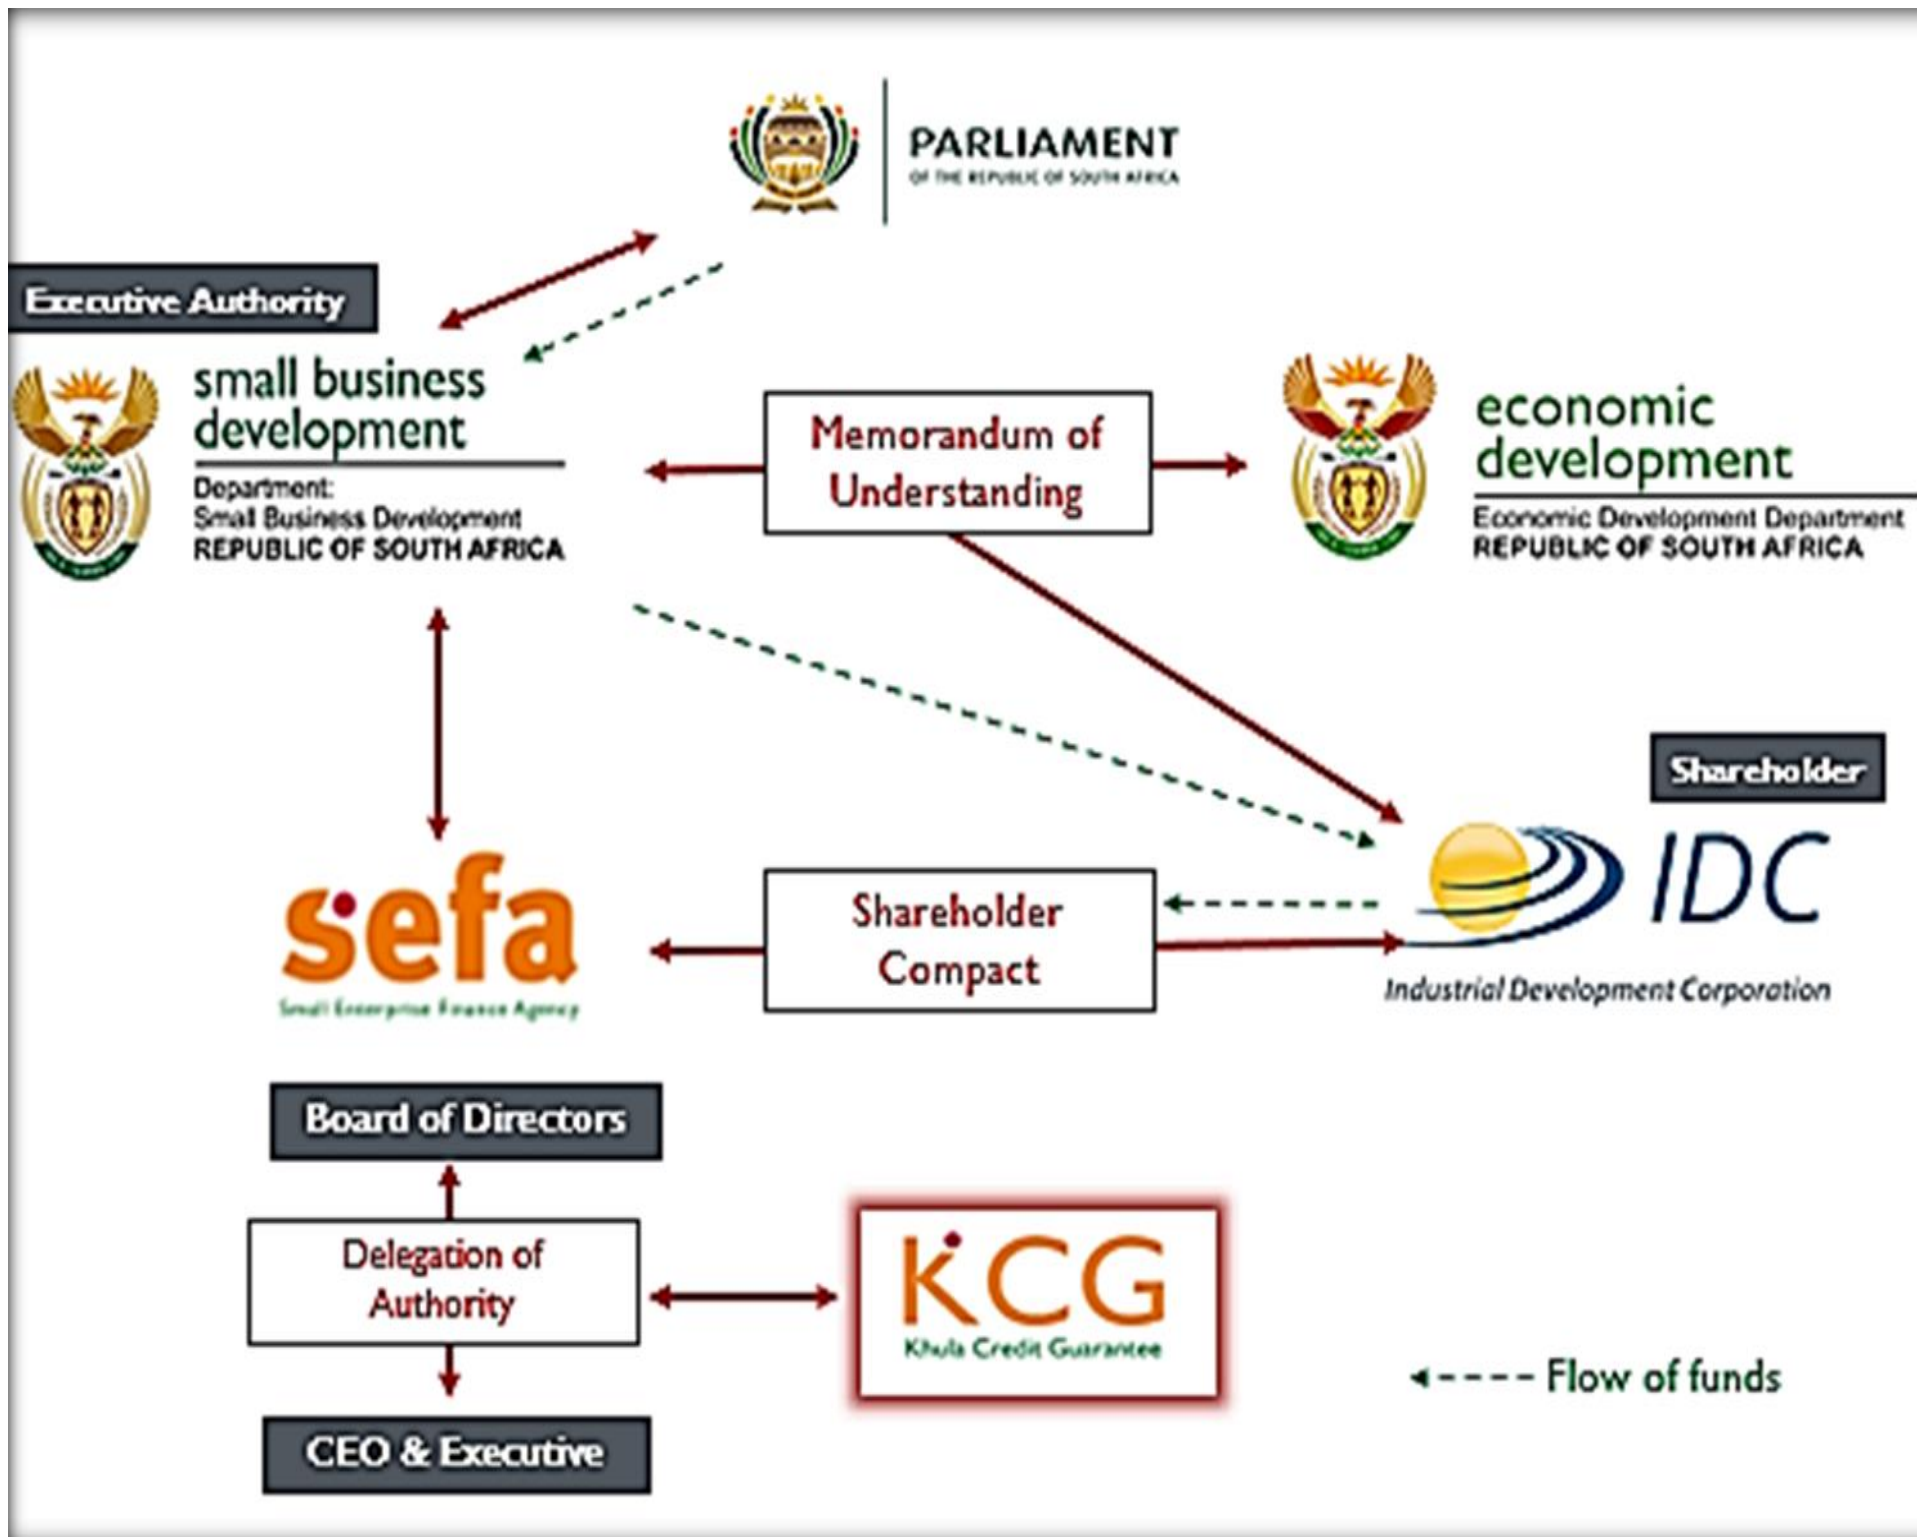 PARLIAMENT
OF THE REPUBLIC OF SOUTH AFRICA
Executive Authority
small business
development
Department:
Small Business Development
REPUBLIC OF SOUTH AFRICA
Memorandum of
Understanding
economic
development
Economic Development Department
REPUBLIC OF SOUTH AFRICA
Shareholder
IDC
Industrial Development Corporation
sefa
Small Enterprise Finance Agency
Shareholder
Compact
Board of Directors
Delegation of
Authority
KCG
Khula Credit Guarantee
Flow of funds
CEO & Executive